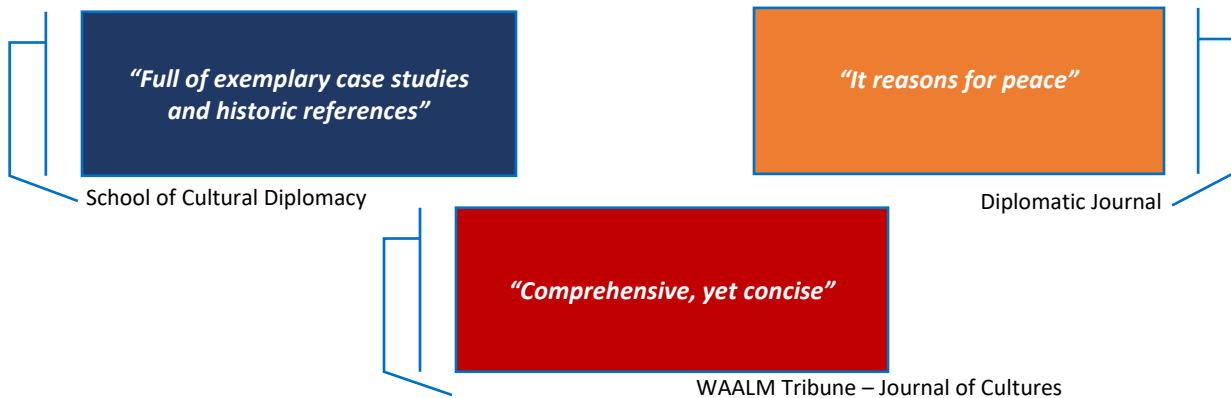 “Full of exemplary case studies
and historic references”
School of Cultural Diplomacy
“It reasons for peace”
Diplomatic Journal
“Comprehensive, yet concise”
WAALM Tribune – Journal of Cultures